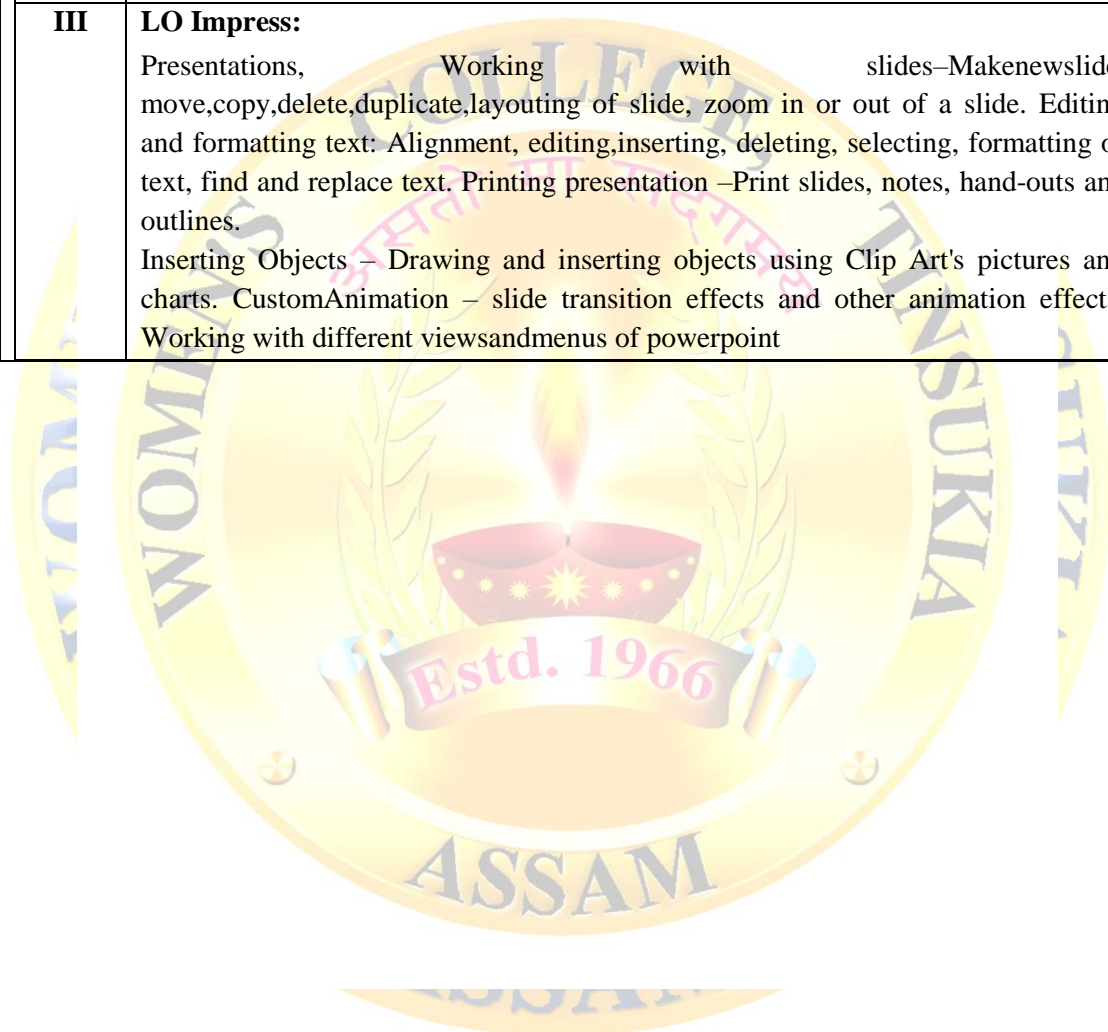 III LO Impress:
Presentations, Working with slides–Makenewslide
move,copy,delete,duplicate,layouting of slide, zoom in or out of a slide. Editin
and formatting text: Alignment, editing,inserting, deleting, selecting, formatting o
text, find and replace text. Printing presentation –Print slides, notes, hand-outs an
outlines.
Inserting Objects – Drawing and inserting objects using Clip Art's pictures an
charts. CustomAnimation – slide transition effects and other animation effect
Working with different viewsandmenus of powerpoint
WOMEN'S COLLEGE, TINSUKIA
असतो मा सद्गमय
Estd. 1966
ASSAM